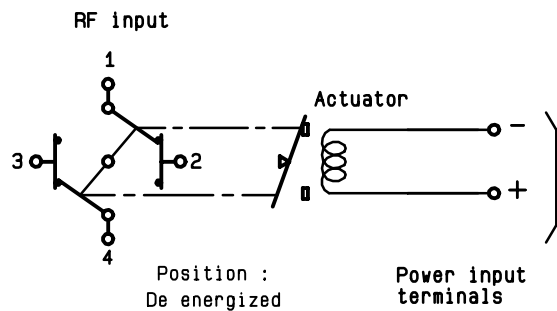 RF input
1
Actuator
-
3
2
+
4
Position :
De energized
Power input
terminals